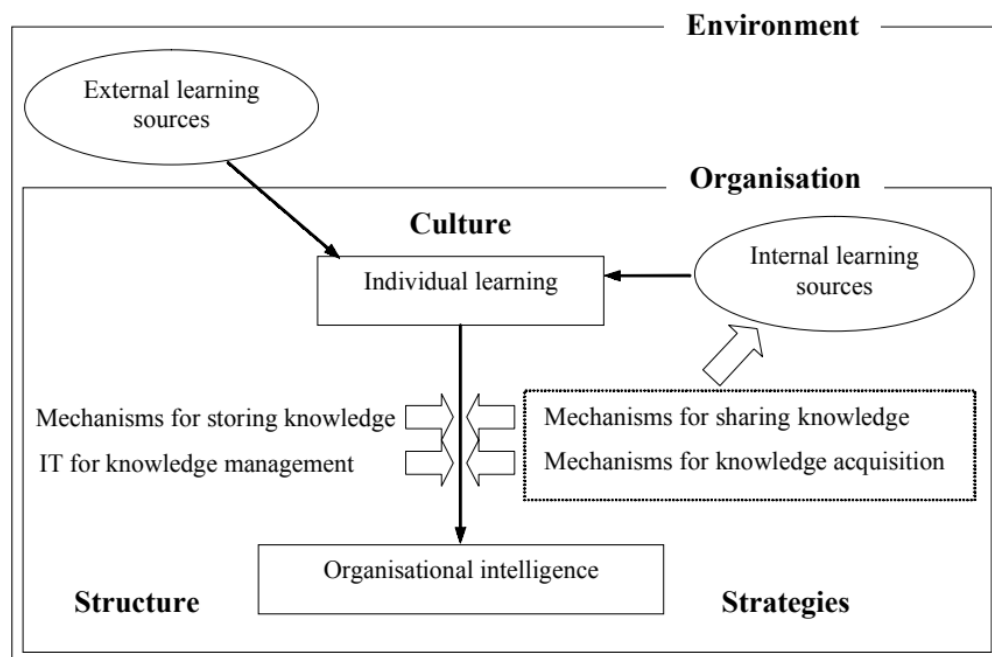 Environment
External learning
sources
Organisation
Culture
Individual learning
Internal learning
sources
Mechanisms for storing knowledge
IT for knowledge management
Mechanisms for sharing knowledge
Mechanisms for knowledge acquisition
Organisational intelligence
Structure
Strategies